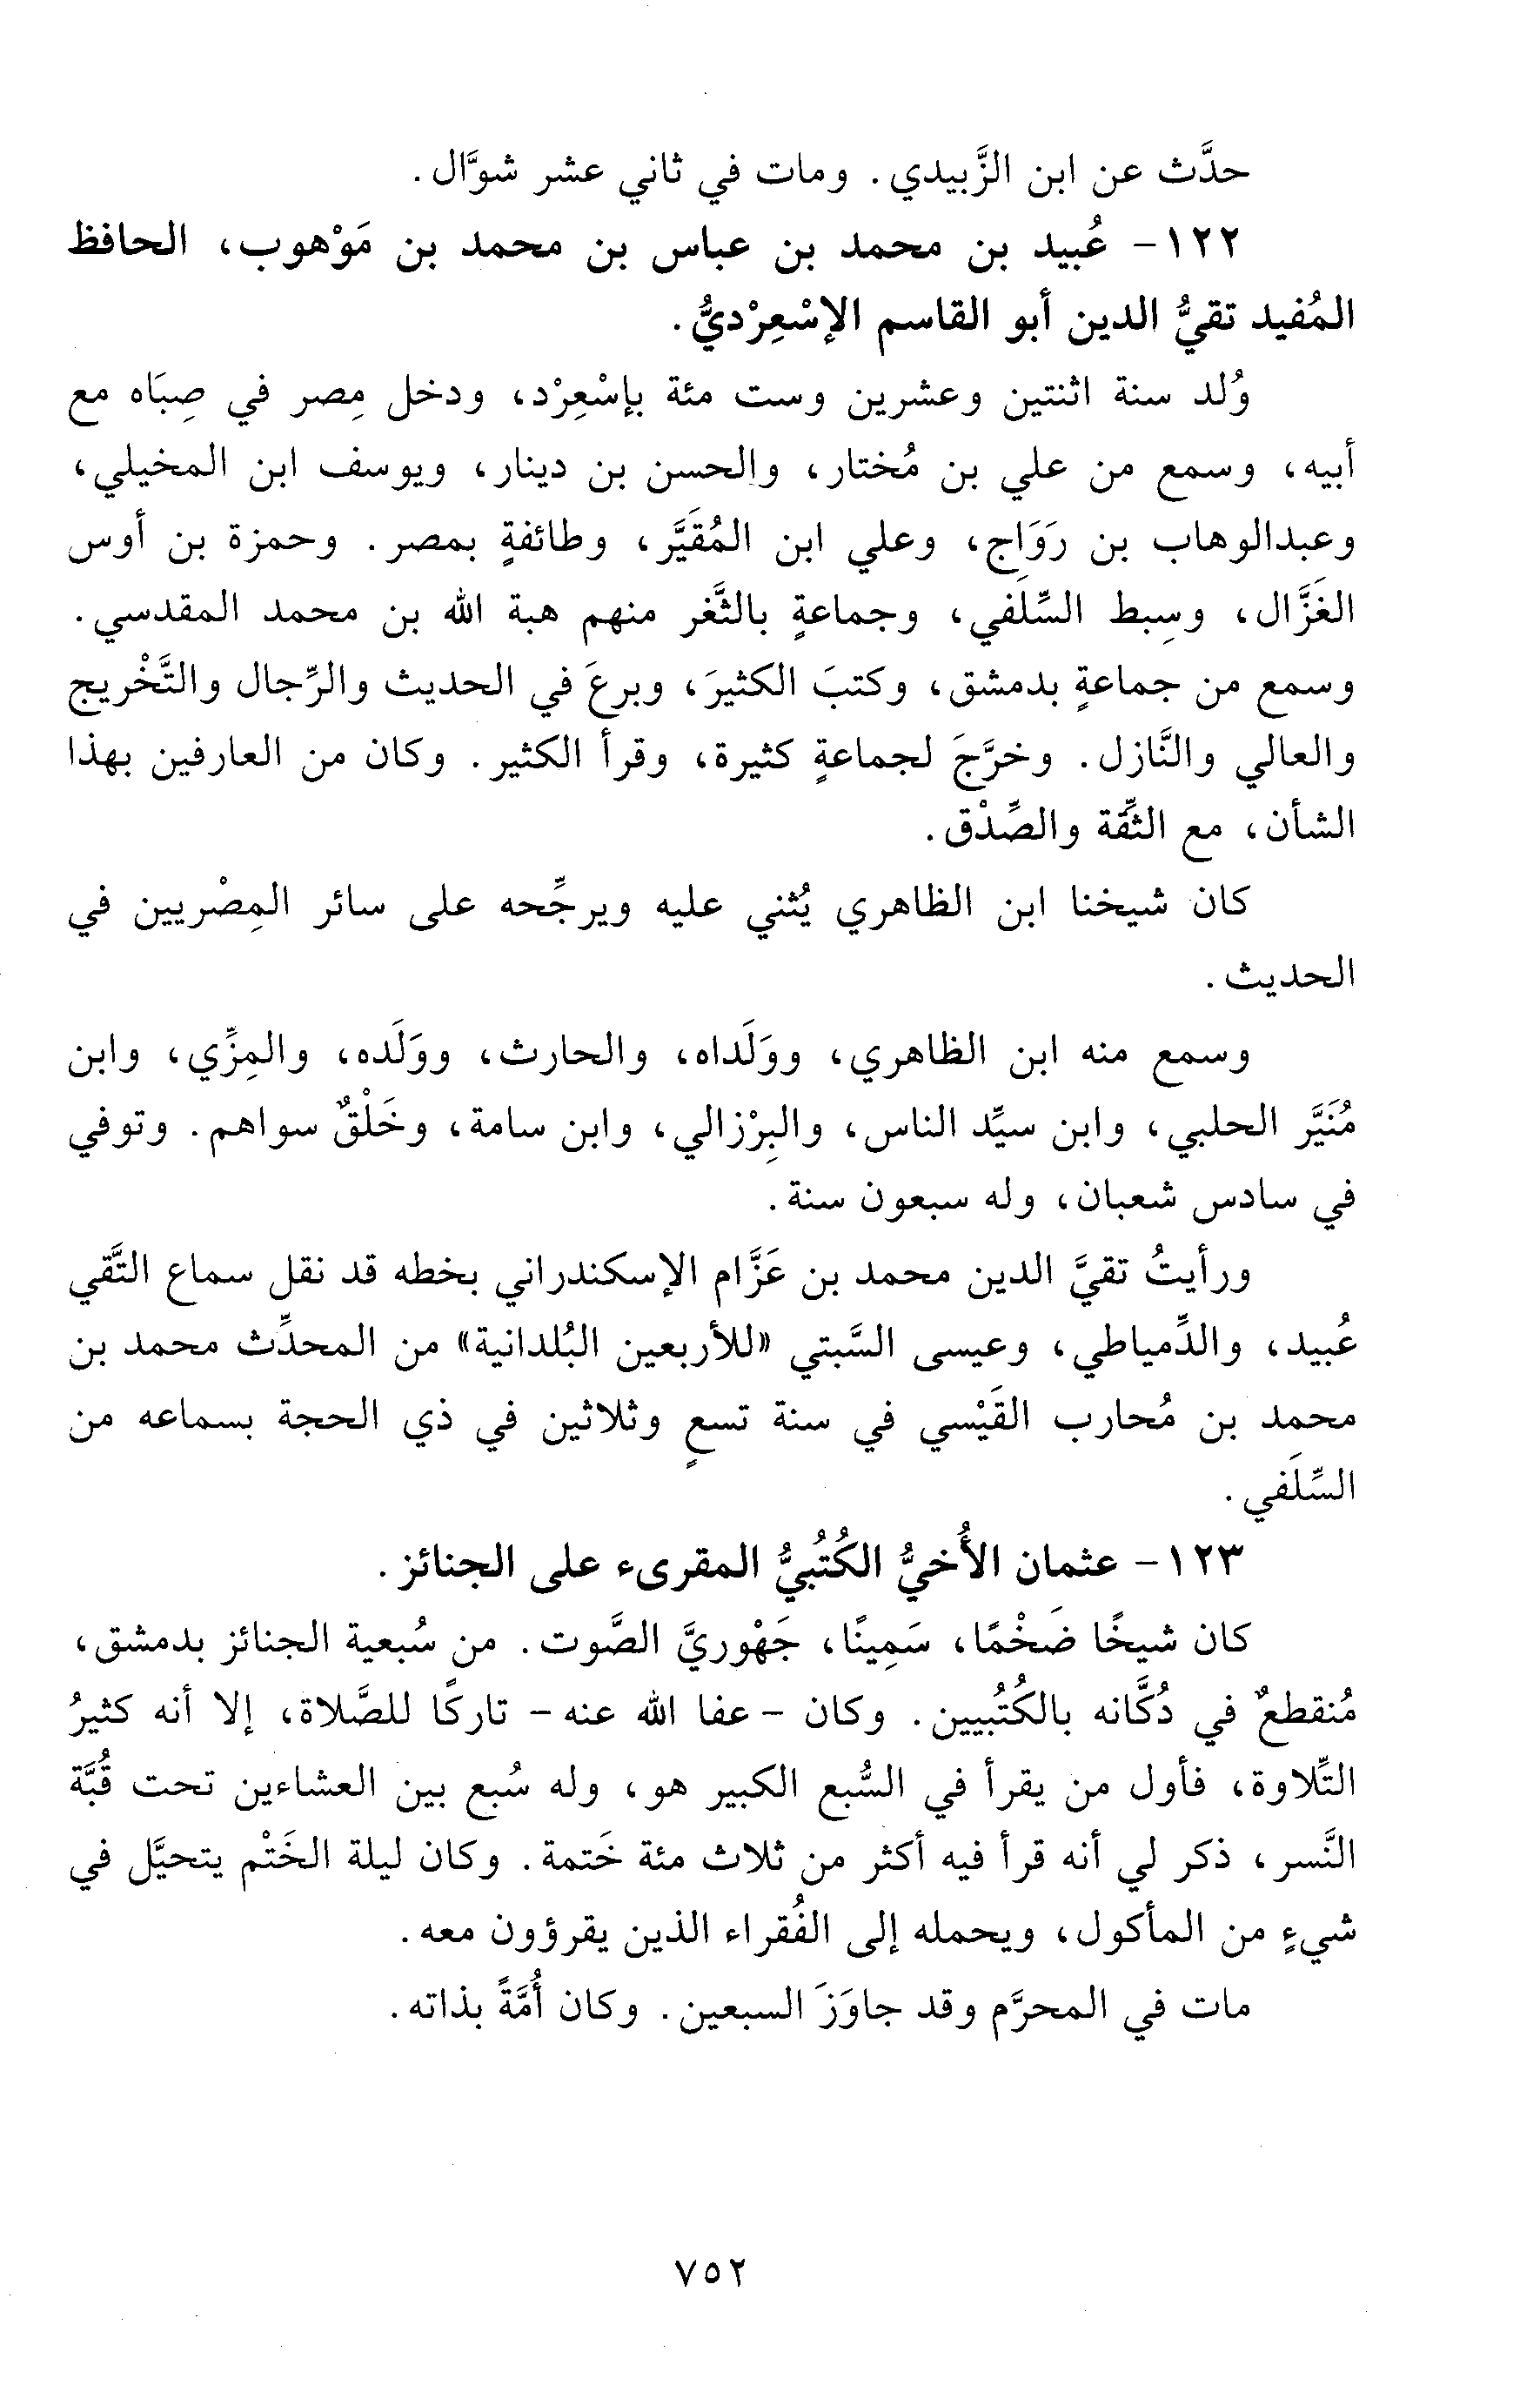 حدَّث عن ابن الزَّبيدي. ومات في ثاني عشر شوَّال.
١٢٢- عُبيد بن محمد بن عباس بن محمد بن مَوْهوب، الحافظ
المُفيد تقيُّ الدين أبو القاسم الإسْعِرْديُّ.
وُلد سنة اثنتين وعشرين وست مئة بإسْعِرْد، ودخل مِصر في صِبَاه مع
أبيه، وسمع من علي بن مُختار، والحسن بن دينار، ويوسف ابن المخيلي،
وعبدالوهاب بن رَوَاج، وعلي ابن المُقَيَّر، وطائفةٍ بمصر. وحمزة بن أوس
الغَزَّال، وسِبط السِّلَفي، وجماعةٍ بالثَّغر منهم هبة الله بن محمد المقدسي.
وسمع من جماعةٍ بدمشق، وكتبَ الكثيرَ، وبرعَ في الحديث والرِّجال والتَّخْريج
والعالي والنَّازل. وخرَّجَ لجماعةٍ كثيرة، وقرأ الكثير. وكان من العارفين بهذا
الشأن، مع الثِّقة والصِّدْق.
كان شيخنا ابن الظاهري يُثني عليه ويرجِّحه على سائر المِصْريين في
الحديث.
وسمع منه ابن الظاهري، ووَلَداه، والحارث، ووَلَده، والمِزِّي، وابن
مُنَيَّر الحلبي، وابن سيِّد الناس، والبِرْزالي، وابن سامة، وخَلْقٌ سواهم. وتوفي
في سادس شعبان، وله سبعون سنة.
ورأيتُ تقيَّ الدين محمد بن عَزَّام الإسكندراني بخطه قد نقل سماع التَّقي
عُبيد، والدِّمياطي، وعيسى السَّبتي «للأربعين البُلدانية» من المحدِّث محمد بن
محمد بن مُحارب القَيْسي في سنة تسعٍ وثلاثين في ذي الحجة بسماعه من
السِّلَفي.
١٢٣- عثمان الأُخيُّ الكُتُبيُّ المقرىء على الجنائز.
كان شيخًا ضَخْمًا، سَمِينًا، جَهْوريَّ الصَّوت. من سُبعية الجنائز بدمشق،
مُنقطعٌ في دُكَّانه بالكُتُبيين. وكان - عفا الله عنه - تاركًا للصَّلاة، إلا أنه كثيرُ
التِّلاوة، فأول من يقرأ في السُّبع الكبير هو، وله سُبع بين العشاءين تحت قُبَّة
النَّسر، ذكر لي أنه قرأ فيه أكثر من ثلاث مئة خَتمة. وكان ليلة الخَتْم يتحيَّل في
شيءٍ من المأكول، ويحمله إلى الفُقراء الذين يقرؤون معه.
مات في المحرَّم وقد جاوَزَ السبعين. وكان أُمَّةً بذاته.
٧٥٢